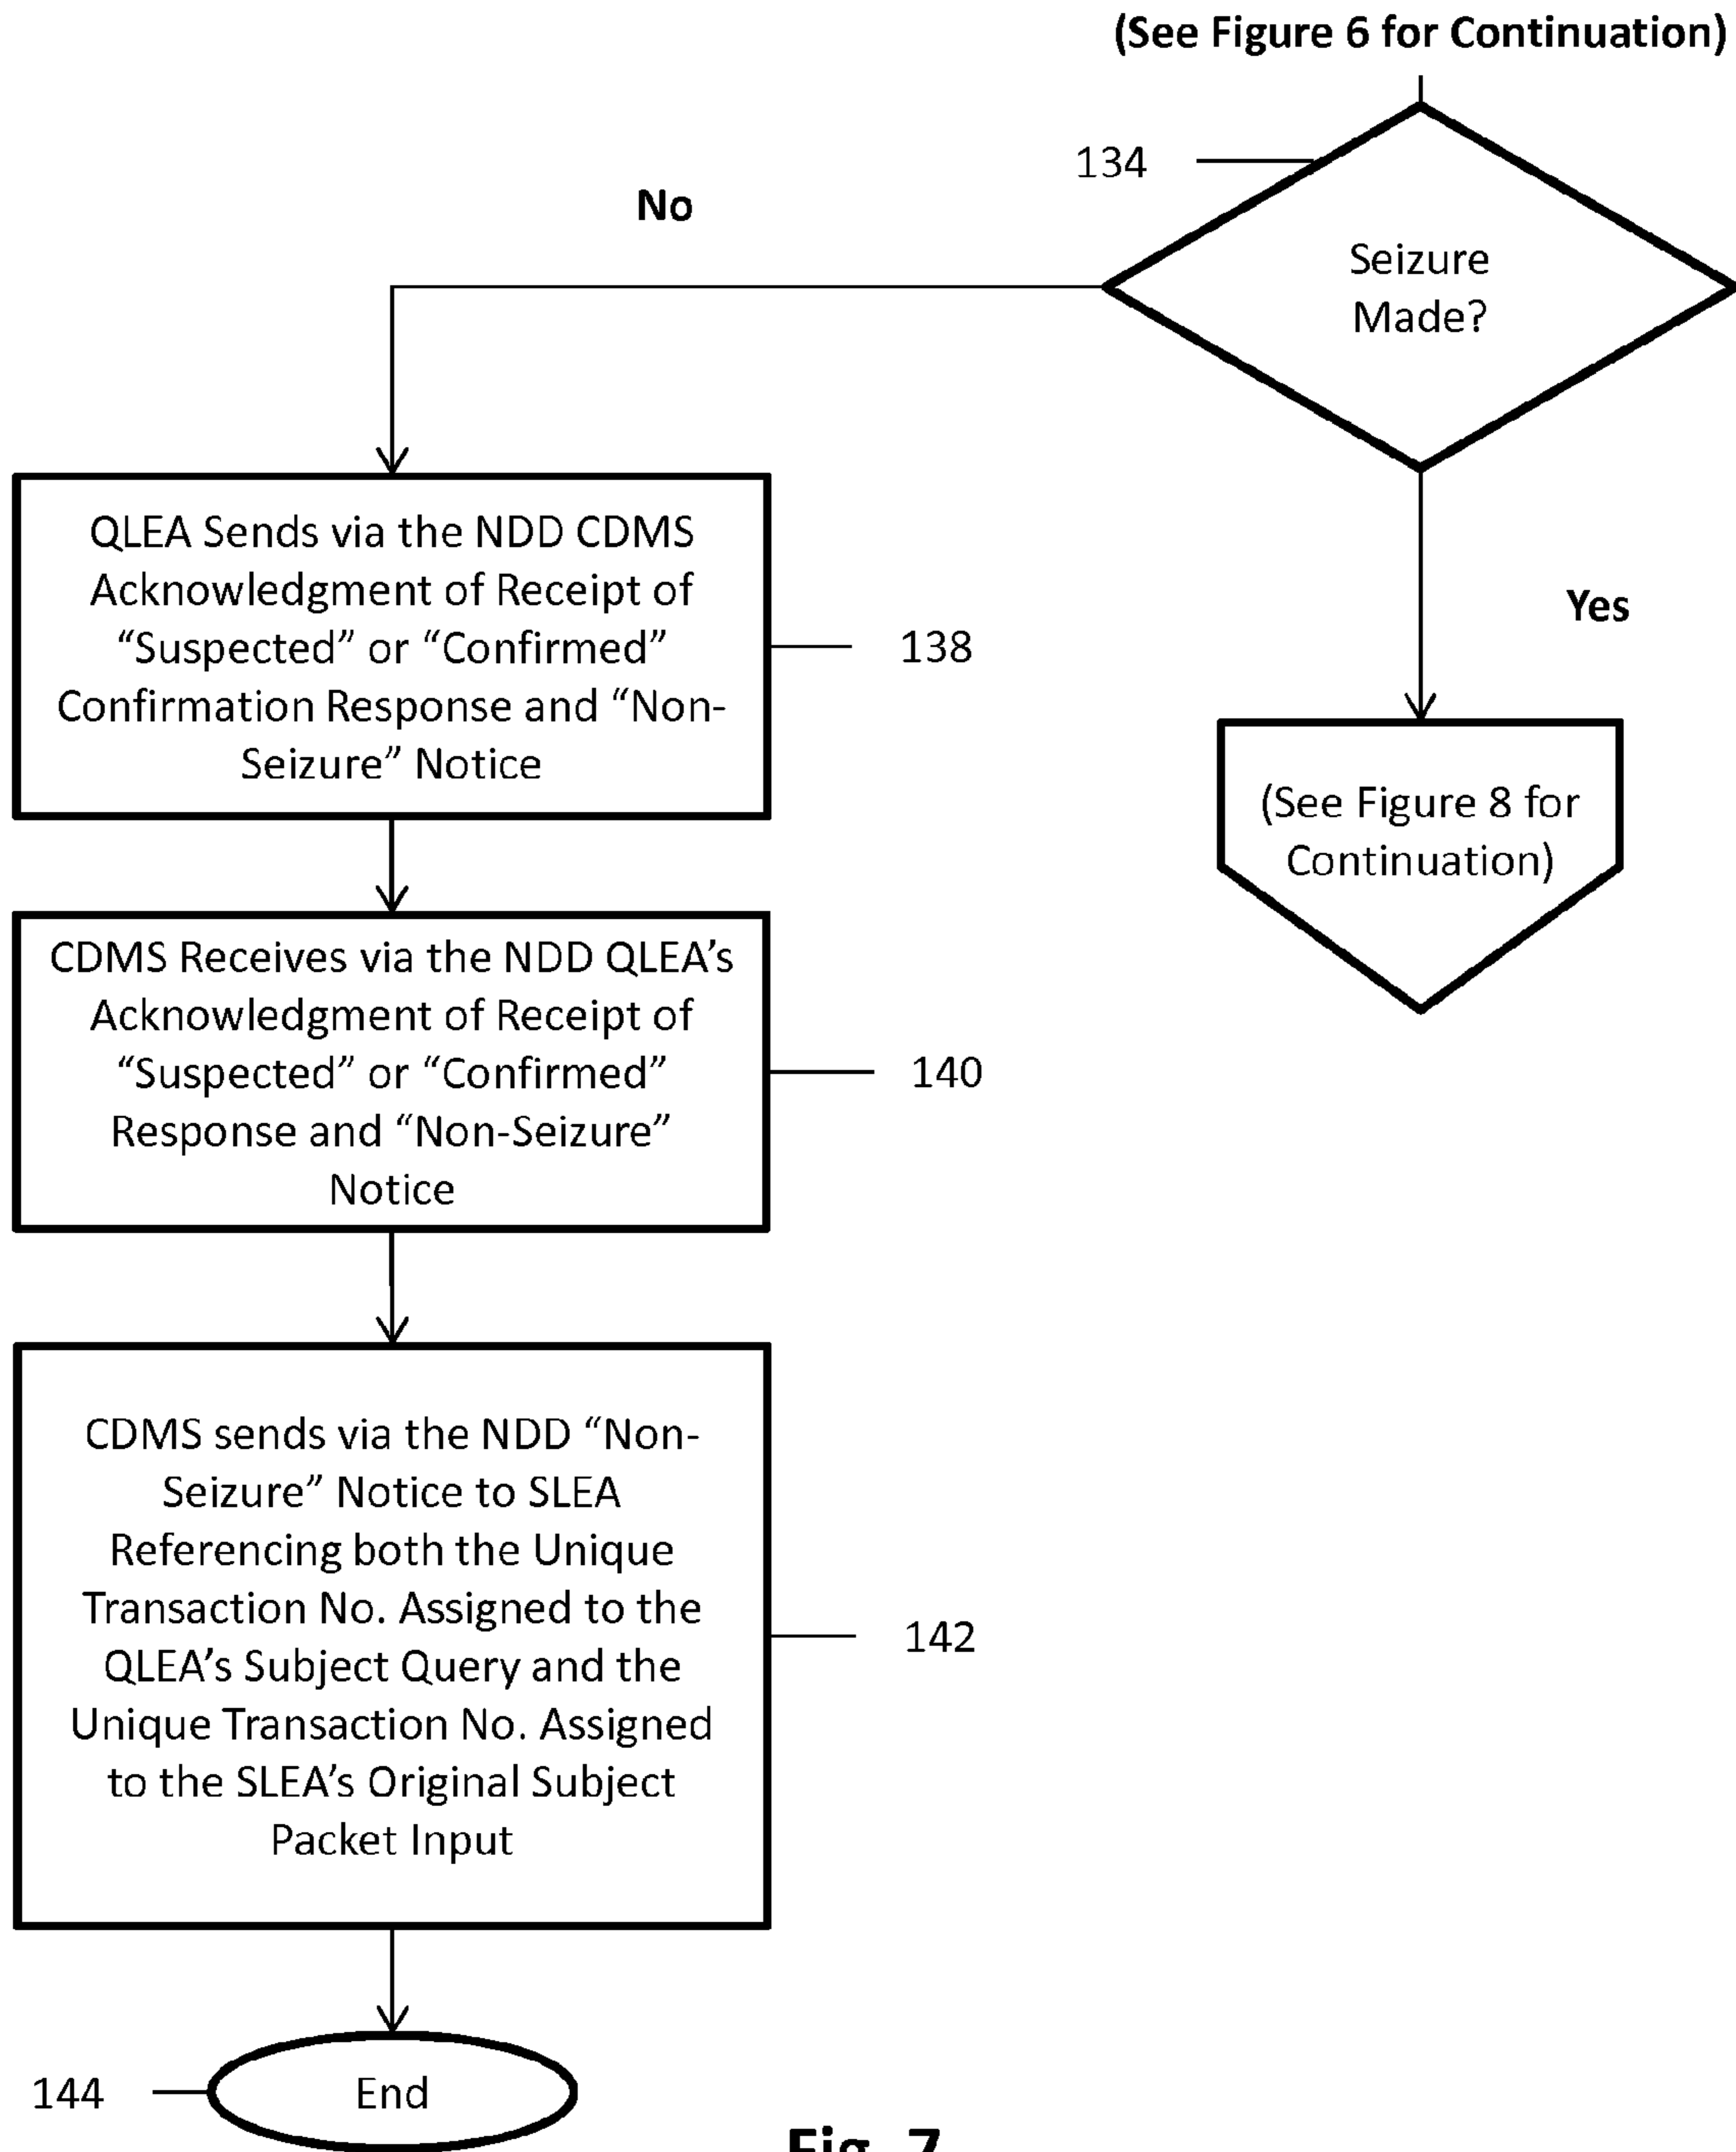 (See Figure 6 for Continuation)
134
No
Seizure
Made?
Yes
QLEA Sends via the NDD CDMS
Acknowledgment of Receipt of
“Suspected” or “Confirmed”
Confirmation Response and “Non-
Seizure” Notice
138
(See Figure 8 for
Continuation)
CDMS Receives via the NDD QLEA’s
Acknowledgment of Receipt of
“Suspected” or “Confirmed”
Response and “Non-Seizure”
Notice
140
CDMS sends via the NDD “Non-
Seizure” Notice to SLEA
Referencing both the Unique
Transaction No. Assigned to the
QLEA’s Subject Query and the
Unique Transaction No. Assigned
to the SLEA’s Original Subject
Packet Input
142
144
End
Fig. 7